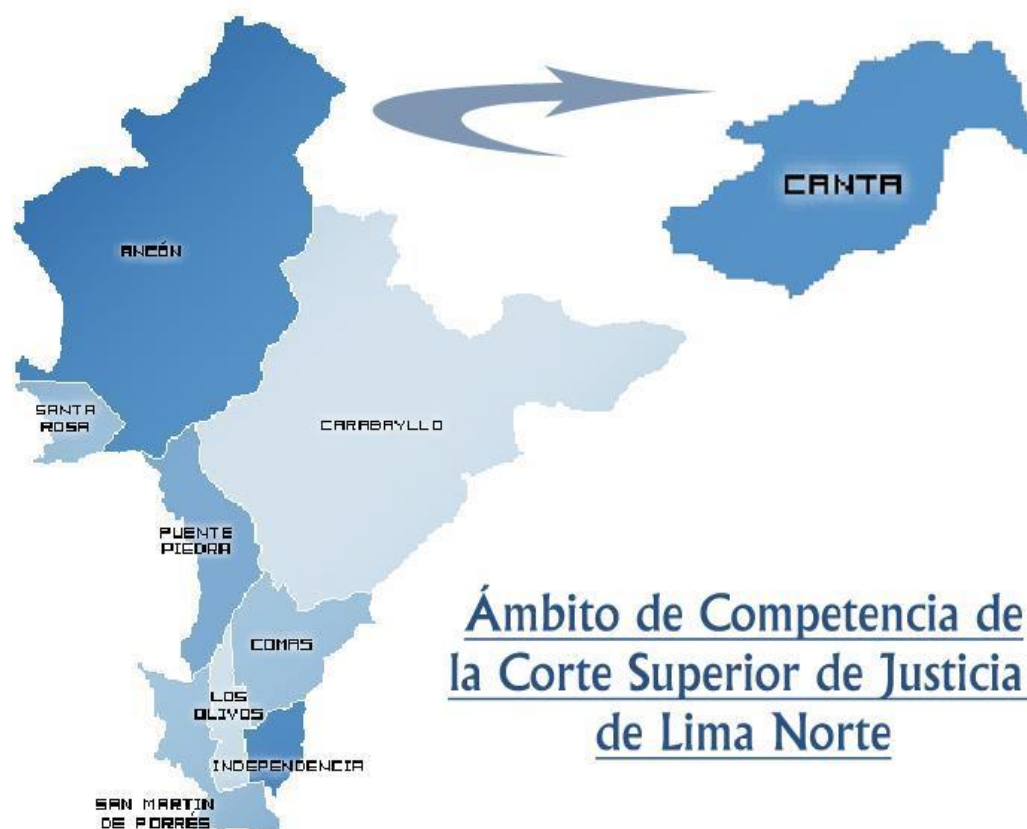 CANTA
ANCÓN
SANTA
ROSA
CARABAYLLO
PUENTE
PIEDRA
COMAS
LOS
OLIVOS
INDEPENDENCIA
SAN MARTIN
DE PORRÉS
Ámbito de Competencia de
la Corte Superior de Justicia
de Lima Norte